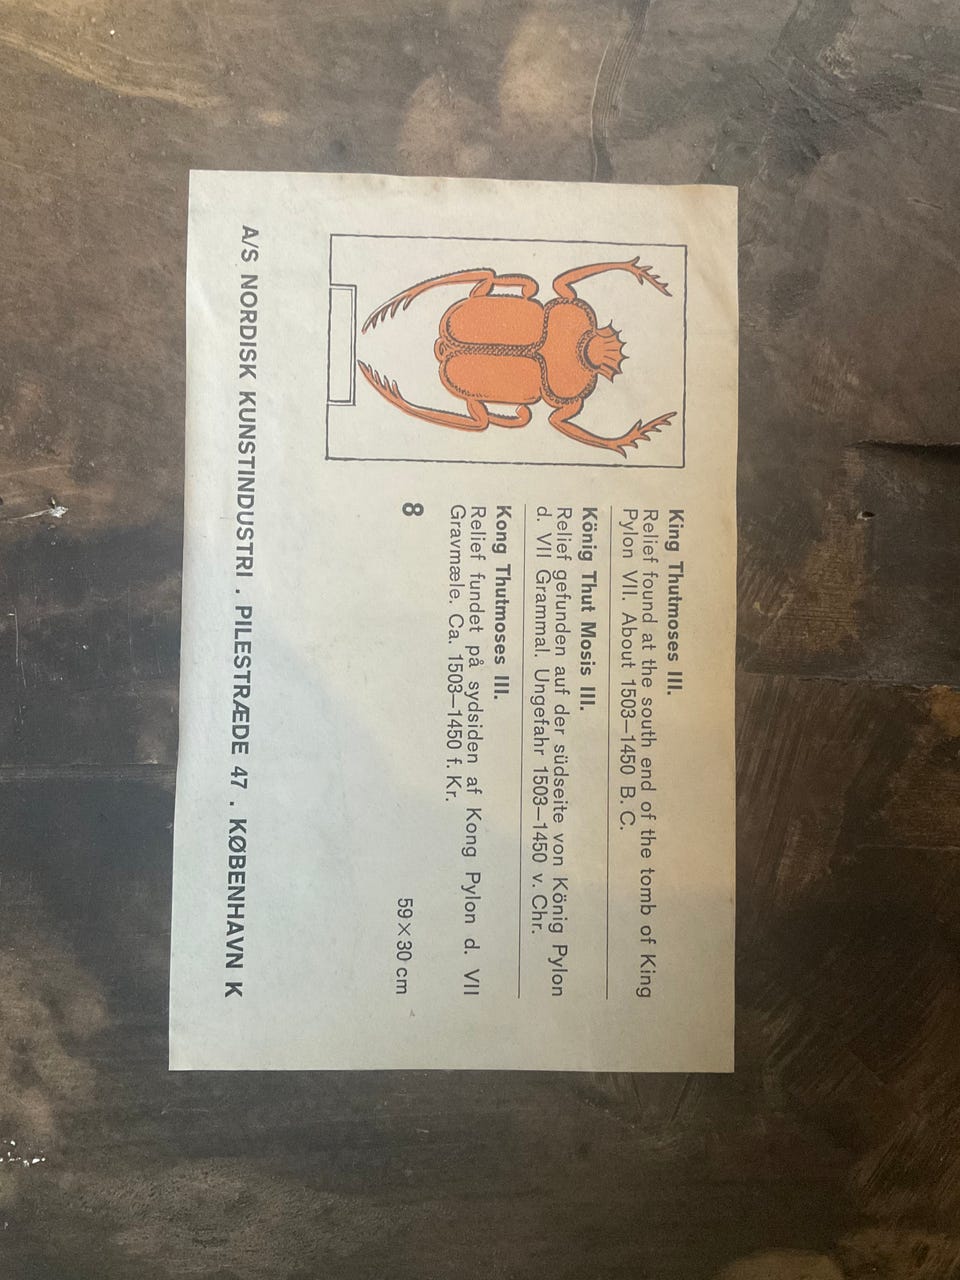 King Thutmoses III.
Relief found at the south end of the tomb of King
Pylon VII. About 1503–1450 B. C.
König Thut Mosis III.
Relief gefunden auf der südseite von König Pylon
d. VII Grammal. Ungefahr 1503–1450 v. Chr.
Kong Thutmoses III.
Relief fundet på sydsiden af Kong Pylon d. VII
Gravmæle. Ca. 1503–1450 f. Kr.
8 59 × 30 cm
A/S NORDISK KUNSTINDUSTRI . PILESTRÆDE 47 . KØBENHAVN K